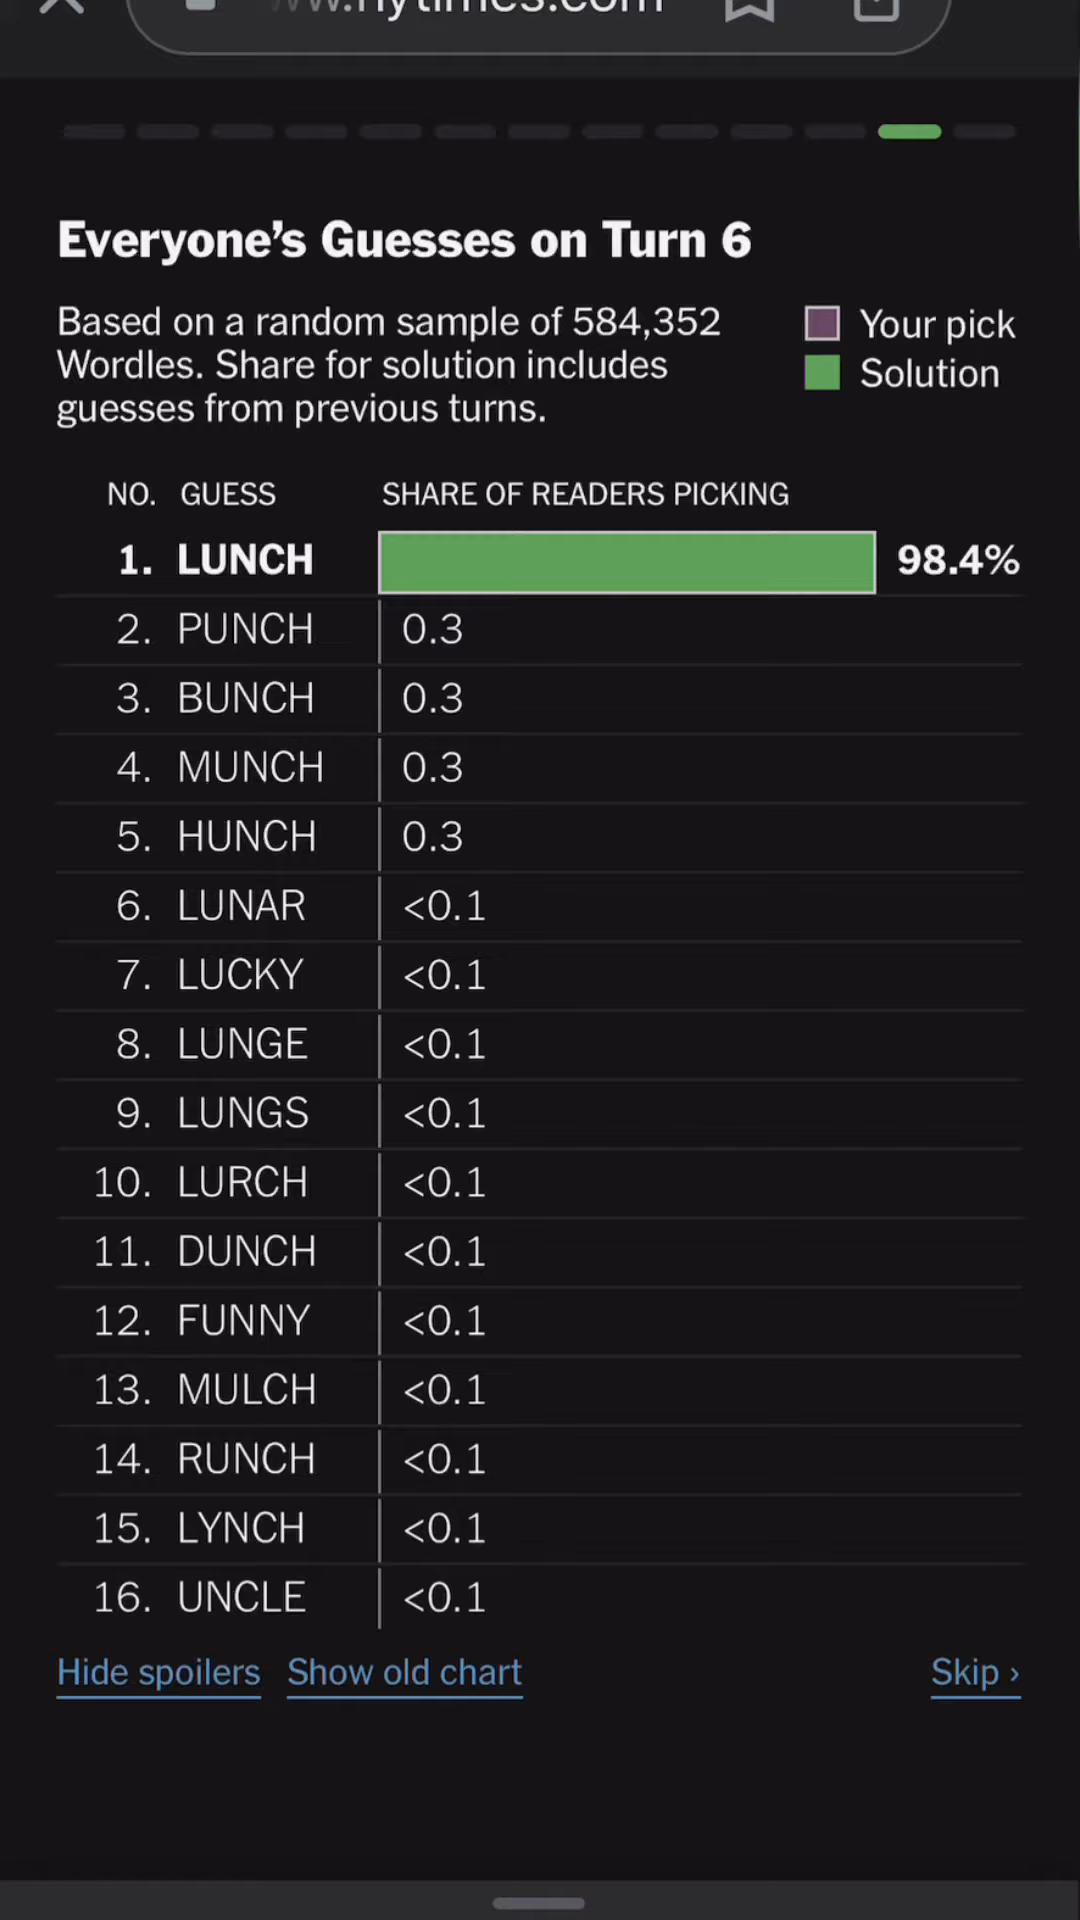 www.nytimes.com
Everyone’s Guesses on Turn 6
Based on a random sample of 584,352
Wordles. Share for solution includes
guesses from previous turns.
Your pick
Solution
NO. GUESS SHARE OF READERS PICKING
1. LUNCH 98.4%
2. PUNCH 0.3
3. BUNCH 0.3
4. MUNCH 0.3
5. HUNCH 0.3
6. LUNAR <0.1
7. LUCKY <0.1
8. LUNGE <0.1
9. LUNGS <0.1
10. LURCH <0.1
11. DUNCH <0.1
12. FUNNY <0.1
13. MULCH <0.1
14. RUNCH <0.1
15. LYNCH <0.1
16. UNCLE <0.1
Hide spoilers Show old chart Skip ›